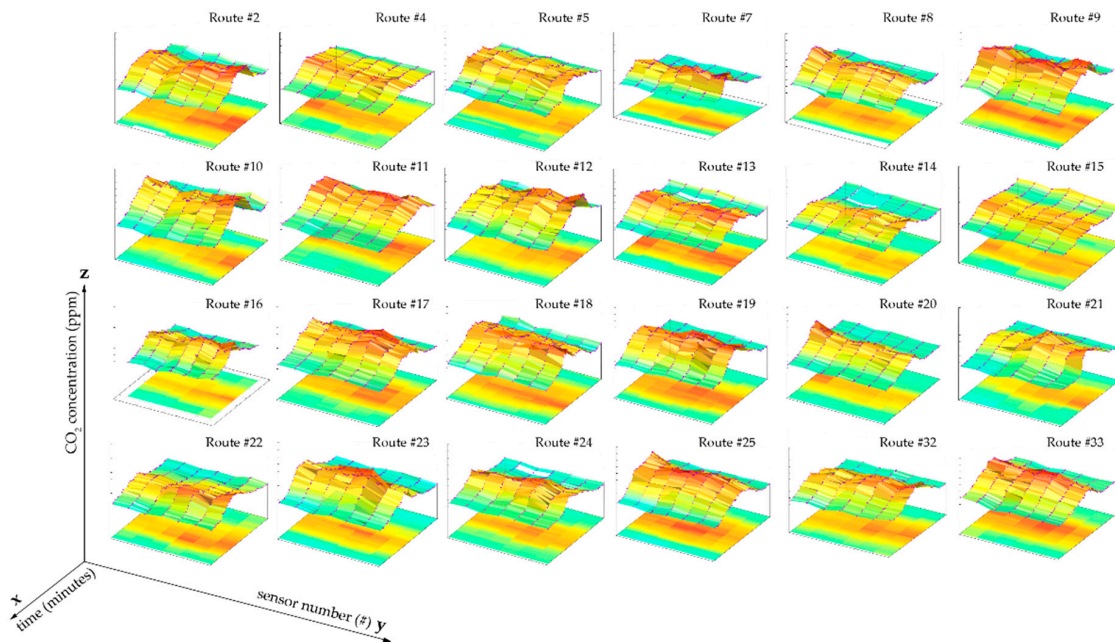 Route #2
Route #4
Route #5
Route #7
Route #8
Route #9
Route #10
Route #11
Route #12
Route #13
Route #14
Route #15
Route #16
Route #17
Route #18
Route #19
Route #20
Route #21
Route #22
Route #23
Route #24
Route #25
Route #32
Route #33
z
CO₂ concentration (ppm)
x
time (minutes)
sensor number (#) y